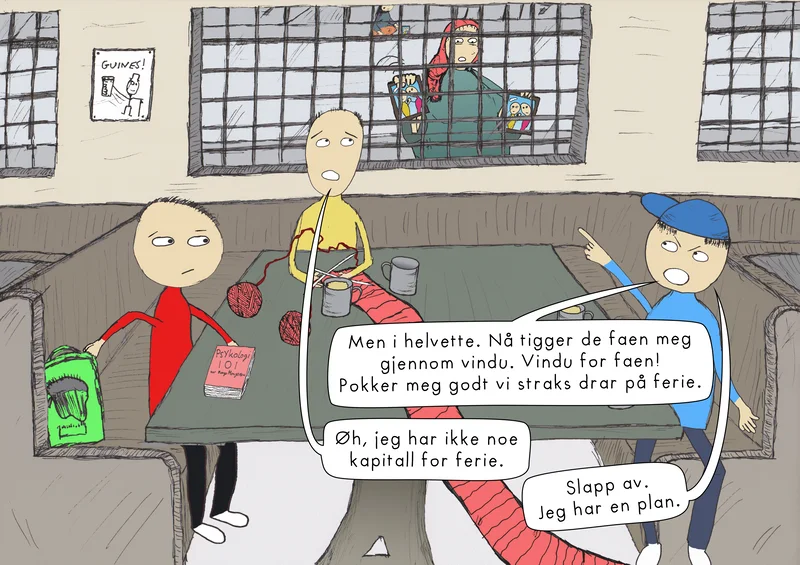 GUINES!
PSYKologi
101
Men i helvette. Nå tigger de faen meg
gjennom vindu. Vindu for faen!
Pokker meg godt vi straks drar på ferie.
Øh, jeg har ikke noe
kapitall for ferie.
Slapp av.
Jeg har en plan.